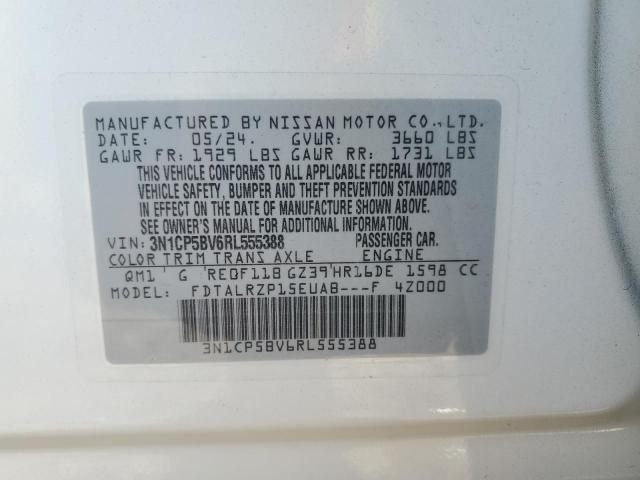 MANUFACTURED BY NISSAN MOTOR CO.,LTD.
DATE: 05/24. GVWR: 3660 LBS
GAWR FR: 1929 LBS GAWR RR: 1731 LBS
THIS VEHICLE CONFORMS TO ALL APPLICABLE FEDERAL MOTOR
VEHICLE SAFETY, BUMPER AND THEFT PREVENTION STANDARDS
IN EFFECT ON THE DATE OF MANUFACTURE SHOWN ABOVE.
SEE OWNER'S MANUAL FOR ADDITIONAL INFORMATION.
VIN: 3N1CP5BV6RL555388 PASSENGER CAR.
COLOR TRIM TRANS AXLE ENGINE
QM1 G RE0F11B GZ39 HR16DE 1598 CC
MODEL: FDTALRZP15EUAB---F 4Z000
3N1CP5BV6RL555388